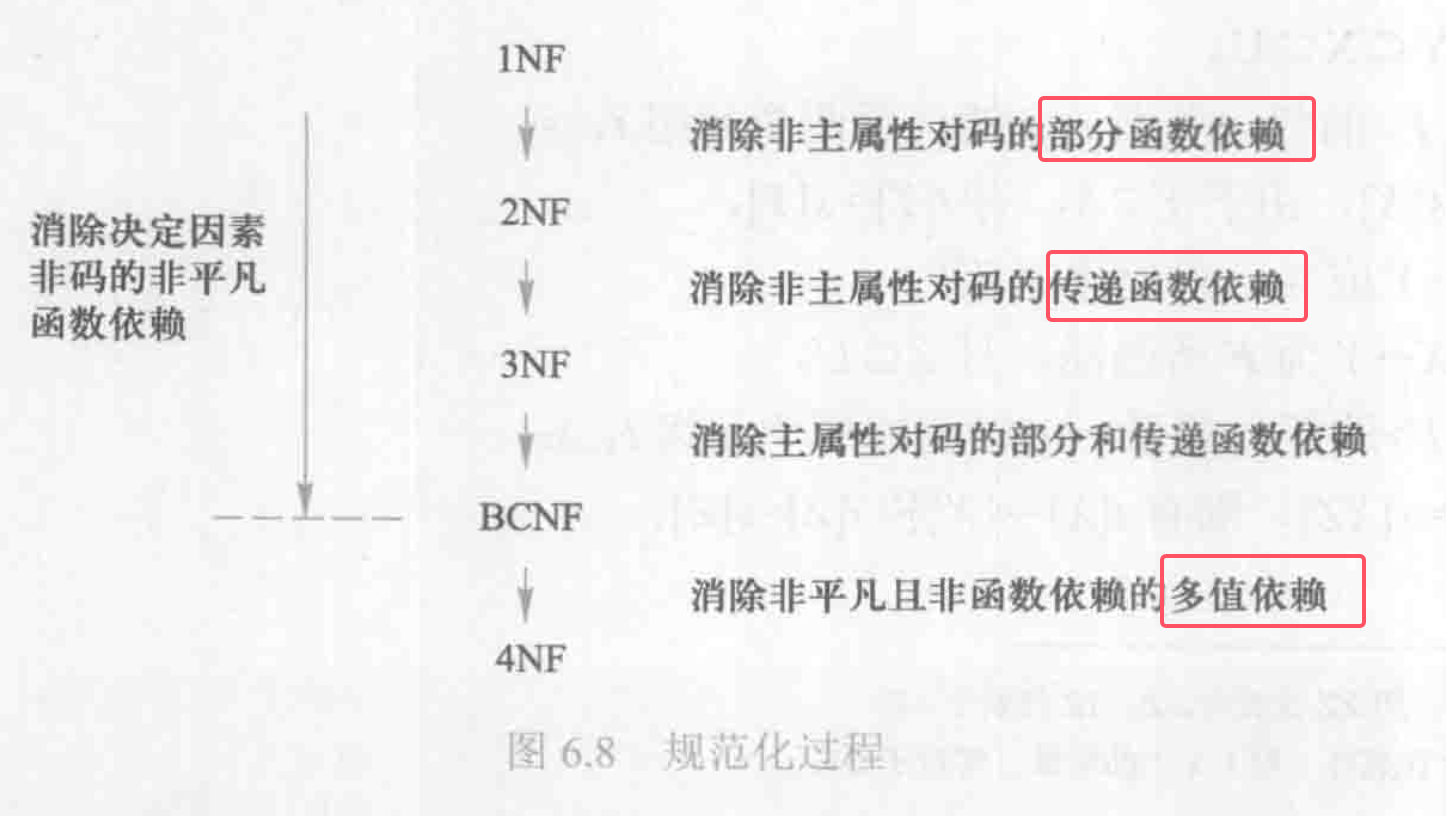 1NF
消除非主属性对码的部分函数依赖
2NF
消除决定因素
非码的非平凡
函数依赖
消除非主属性对码的传递函数依赖
3NF
消除主属性对码的部分和传递函数依赖
BCNF
消除非平凡且非函数依赖的多值依赖
4NF
图 6.8 规范化过程